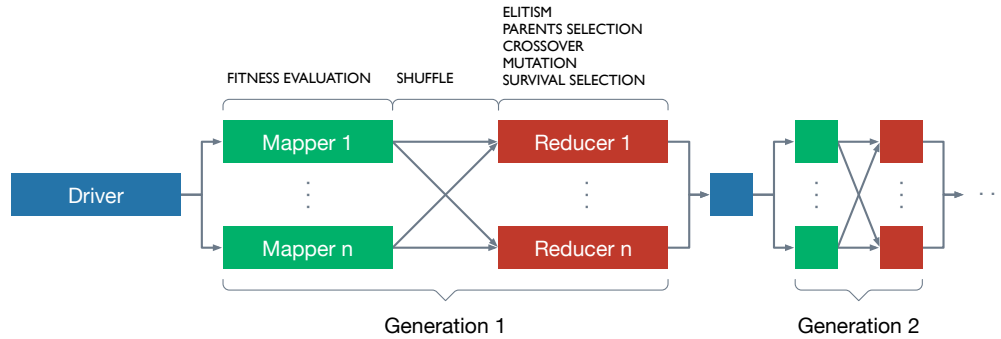 ELITISM
PARENTS SELECTION
CROSSOVER
MUTATION
SURVIVAL SELECTION
FITNESS EVALUATION
SHUFFLE
Mapper 1
Reducer 1
Driver
Mapper n
Reducer n
Generation 1
Generation 2